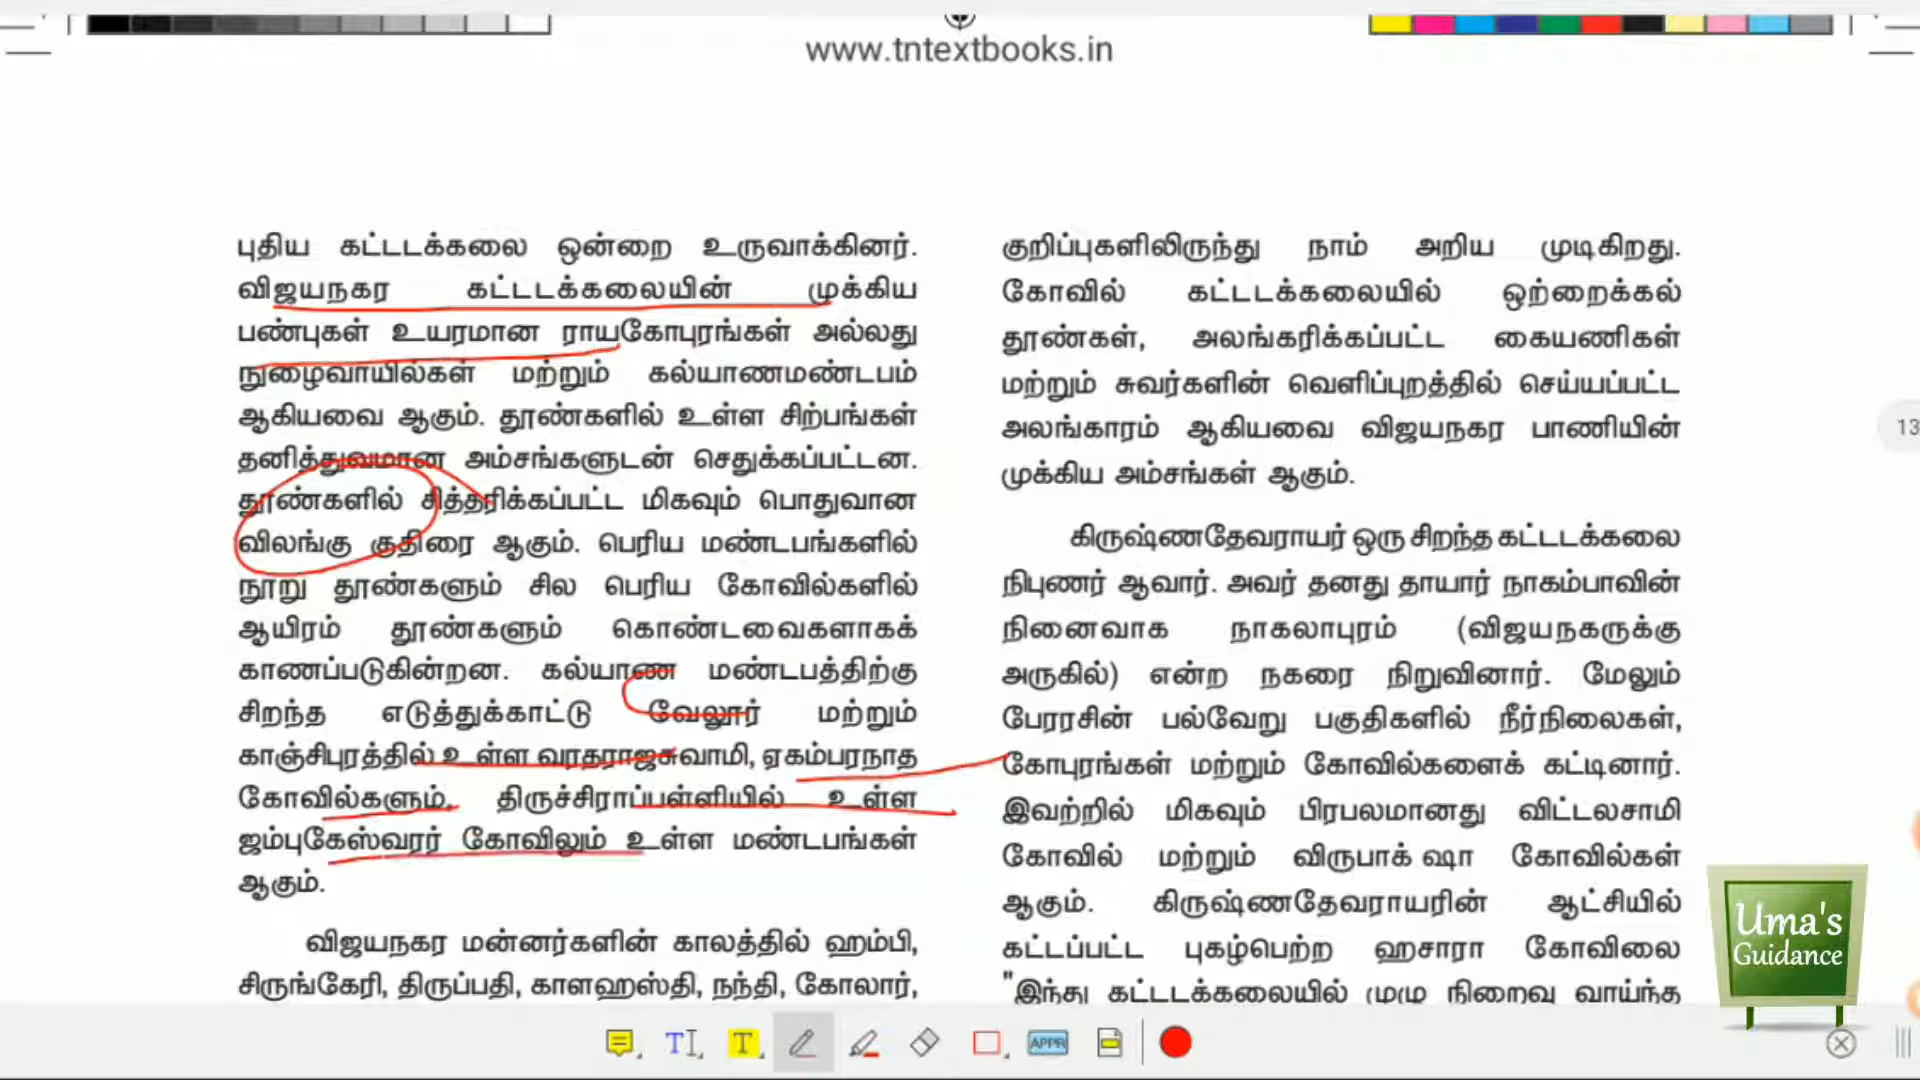 www.tntextbooks.in
புதிய கட்டடக்கலை ஒன்றை உருவாக்கினர்.
விஜயநகர கட்டடக்கலையின் முக்கிய
பண்புகள் உயரமான ராயகோபுரங்கள் அல்லது
நுழைவாயில்கள் மற்றும் கல்யாணமண்டபம்
ஆகியவை ஆகும். தூண்களில் உள்ள சிற்பங்கள்
தனித்துவமான அம்சங்களுடன் செதுக்கப்பட்டன.
தூண்களில் சித்தரிக்கப்பட்ட மிகவும் பொதுவான
விலங்கு குதிரை ஆகும். பெரிய மண்டபங்களில்
நூறு தூண்களும் சில பெரிய கோவில்களில்
ஆயிரம் தூண்களும் கொண்டவைகளாகக்
காணப்படுகின்றன. கல்யாண மண்டபத்திற்கு
சிறந்த எடுத்துக்காட்டு வேலூர் மற்றும்
காஞ்சிபுரத்தில் உள்ள வரதராஜசுவாமி, ஏகம்பரநாத
கோவில்களும், திருச்சிராப்பள்ளியில் உள்ள
ஜம்புகேஸ்வரர் கோவிலும் உள்ள மண்டபங்கள்
ஆகும்.
விஜயநகர மன்னர்களின் காலத்தில் ஹம்பி,
சிருங்கேரி, திருப்பதி, காளஹஸ்தி, நந்தி, கோலார்,
குறிப்புகளிலிருந்து நாம் அறிய முடிகிறது.
கோவில் கட்டடக்கலையில் ஒற்றைக்கல்
தூண்கள், அலங்கரிக்கப்பட்ட கையணிகள்
மற்றும் சுவர்களின் வெளிப்புறத்தில் செய்யப்பட்ட
அலங்காரம் ஆகியவை விஜயநகர பாணியின்
முக்கிய அம்சங்கள் ஆகும்.
கிருஷ்ணதேவராயர் ஒரு சிறந்த கட்டடக்கலை
நிபுணர் ஆவார். அவர் தனது தாயார் நாகம்பாவின்
நினைவாக நாகலாபுரம் (விஜயநகருக்கு
அருகில்) என்ற நகரை நிறுவினார். மேலும்
பேரரசின் பல்வேறு பகுதிகளில் நீர்நிலைகள்,
கோபுரங்கள் மற்றும் கோவில்களைக் கட்டினார்.
இவற்றில் மிகவும் பிரபலமானது விட்டலசாமி
கோவில் மற்றும் விருபாக் ஷா கோவில்கள்
ஆகும். கிருஷ்ணதேவராயரின் ஆட்சியில்
கட்டப்பட்ட புகழ்பெற்ற ஹசாரா கோவிலை
"இந்து கட்டடக்கலையில் முழு நிறைவு வாய்ந்த
13
Uma's
Guidance
APPR